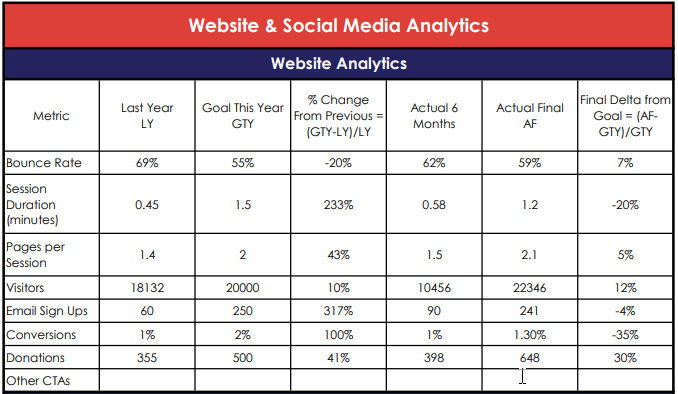 Website & Social Media Analytics
Website Analytics
Metric
Last Year
LY
Goal This Year
GTY
% Change
From Previous =
(GTY-LY)/LY
Actual 6
Months
Actual Final
AF
Final Delta from
Goal = (AF-
GTY)/GTY
Bounce Rate 69% 55% -20% 62% 59% 7%
Session
Duration
(minutes)
0.45 1.5 233% 0.58 1.2 -20%
Pages per
Session
1.4 2 43% 1.5 2.1 5%
Visitors 18132 20000 10% 10456 22346 12%
Email Sign Ups 60 250 317% 90 241 -4%
Conversions 1% 2% 100% 1% 1.30% -35%
Donations 355 500 41% 398 648 30%
Other CTAs